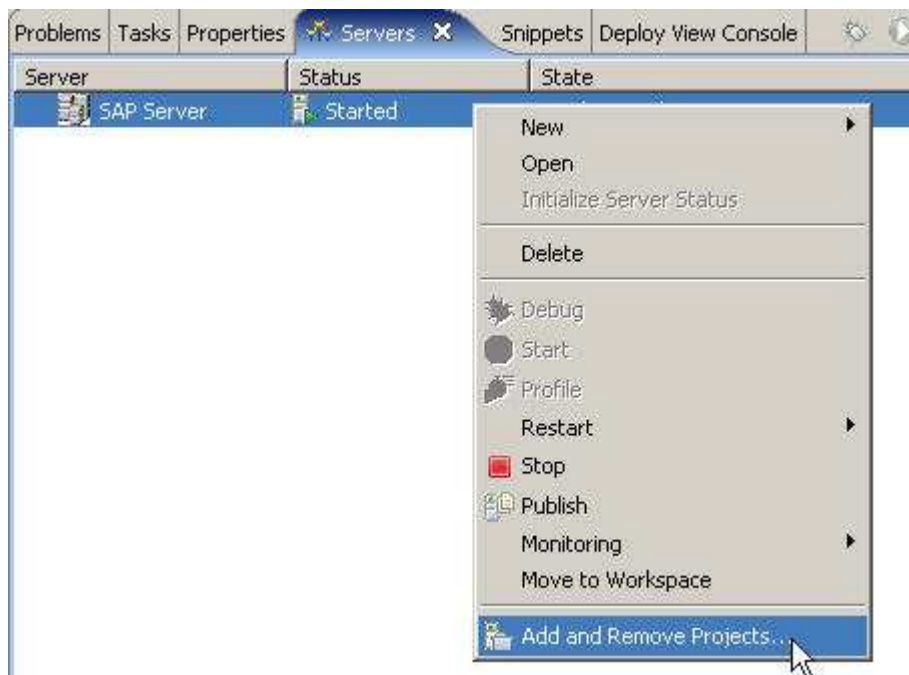 Problems Tasks Properties Servers Snippets Deploy View Console
Server Status State
SAP Server Started
New
Open
Initialize Server Status
Delete
Debug
Start
Profile
Restart
Stop
Publish
Monitoring
Move to Workspace
Add and Remove Projects...